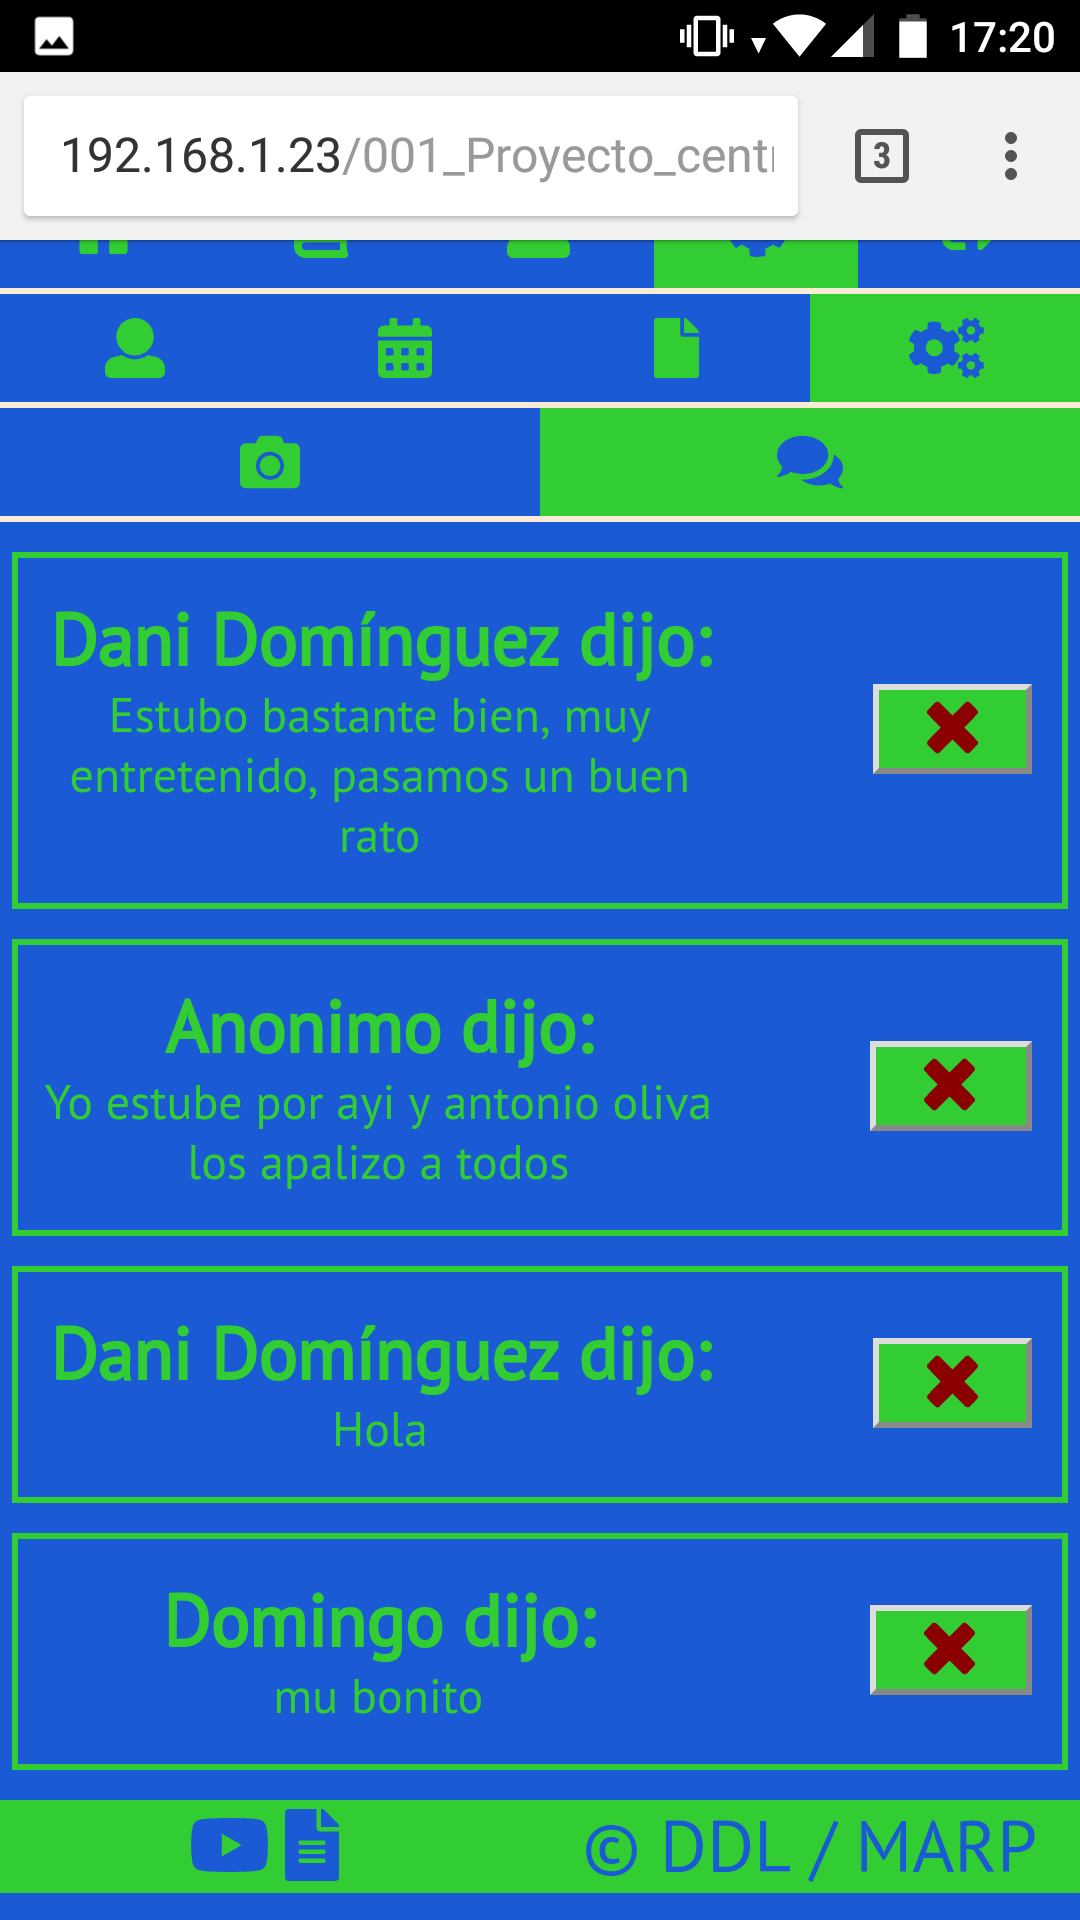 17:20
192.168.1.23/001_Proyecto_cent
3
Dani Domínguez dijo:
Estubo bastante bien, muy
entretenido, pasamos un buen
rato
Anonimo dijo:
Yo estube por ayi y antonio oliva
los apalizo a todos
Dani Domínguez dijo:
Hola
Domingo dijo:
mu bonito
© DDL / MARP